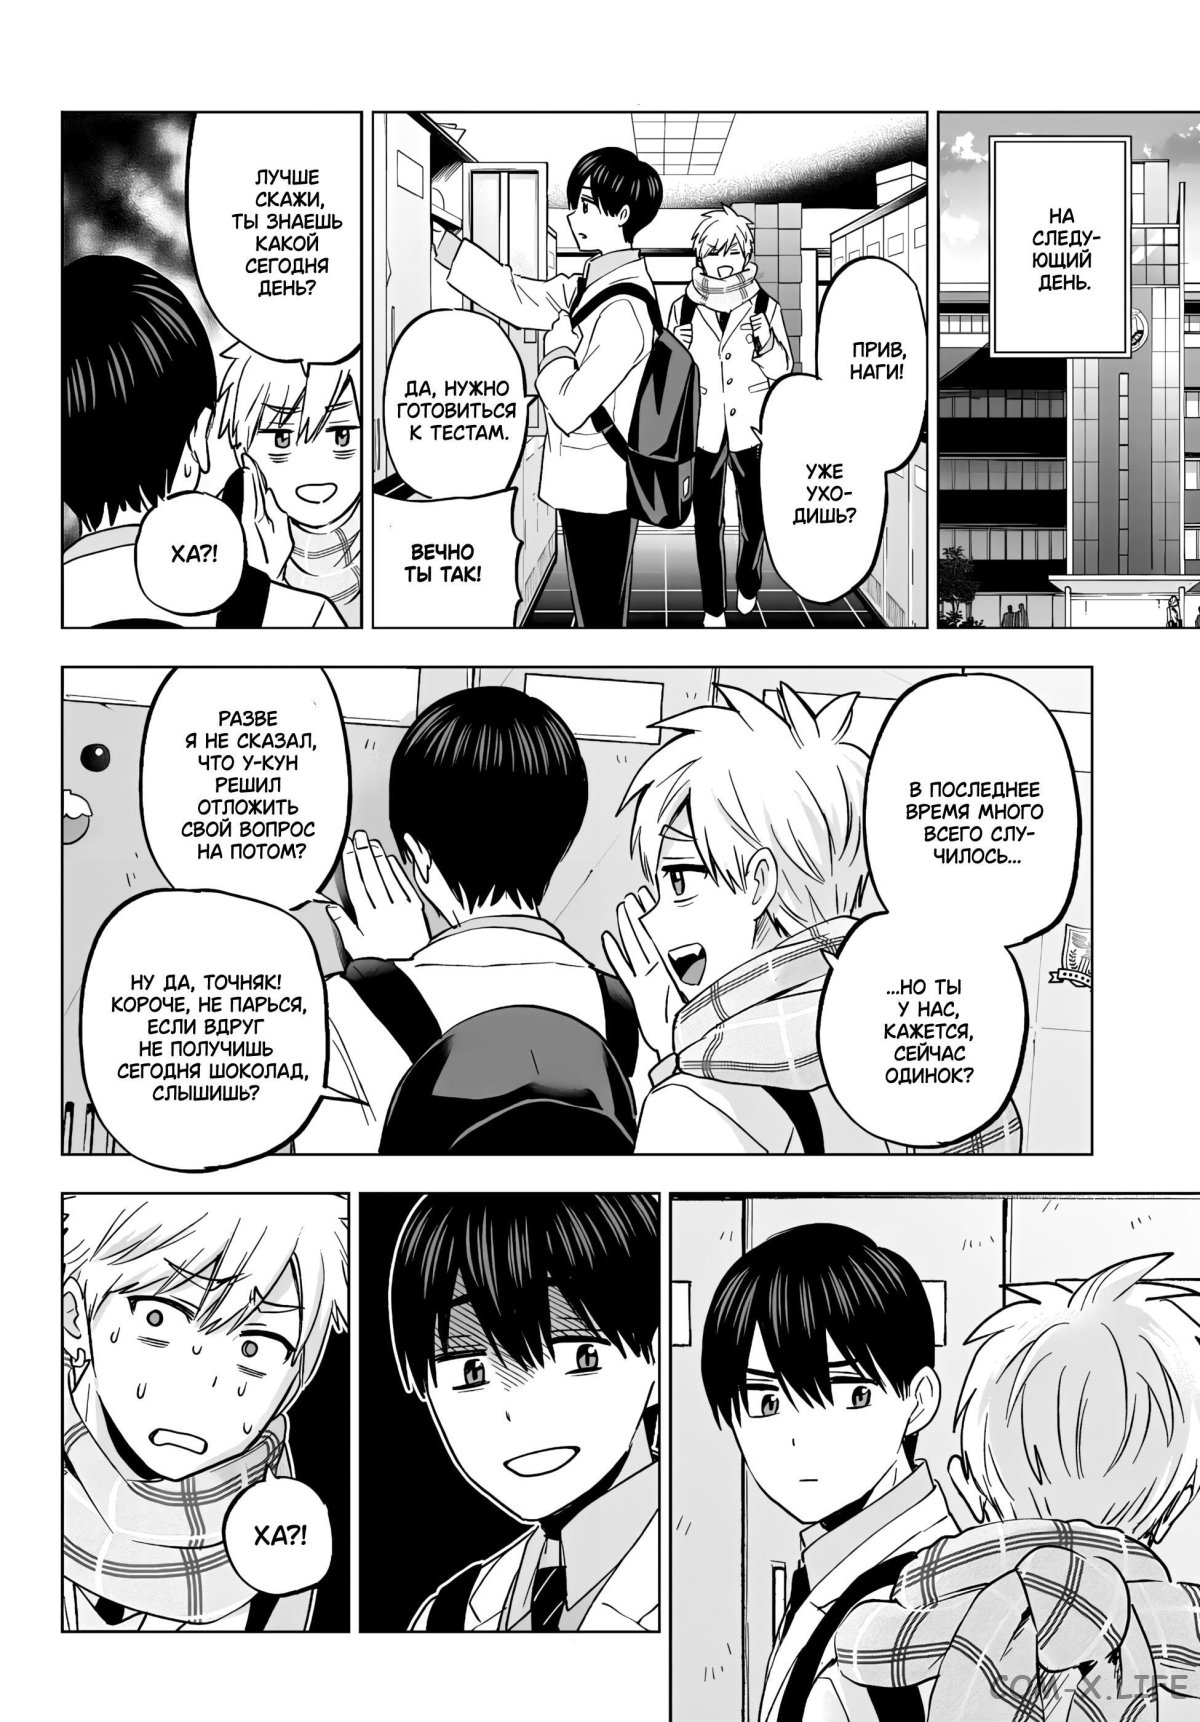 НА
СЛЕДУ-
ЮЩИЙ
ДЕНЬ.
ПРИВ,
НАГИ!
УЖЕ
УХО-
ДИШЬ?
ДА, НУЖНО
ГОТОВИТЬСЯ
К ТЕСТАМ.
ВЕЧНО
ТЫ ТАК!
ЛУЧШЕ
СКАЖИ,
ТЫ ЗНАЕШЬ
КАКОЙ
СЕГОДНЯ
ДЕНЬ?
ХА?!
В ПОСЛЕДНЕЕ
ВРЕМЯ МНОГО
ВСЕГО СЛУ-
ЧИЛОСЬ...
...НО ТЫ
У НАС,
КАЖЕТСЯ,
СЕЙЧАС
ОДИНОК?
РАЗВЕ
Я НЕ СКАЗАЛ,
ЧТО У-КУН
РЕШИЛ
ОТЛОЖИТЬ
СВОЙ ВОПРОС
НА ПОТОМ?
НУ ДА, ТОЧНЯК!
КОРОЧЕ, НЕ ПАРЬСЯ,
ЕСЛИ ВДРУГ
НЕ ПОЛУЧИШЬ
СЕГОДНЯ ШОКОЛАД,
СЛЫШИШЬ?
ХА?!
COM-X.LIFE